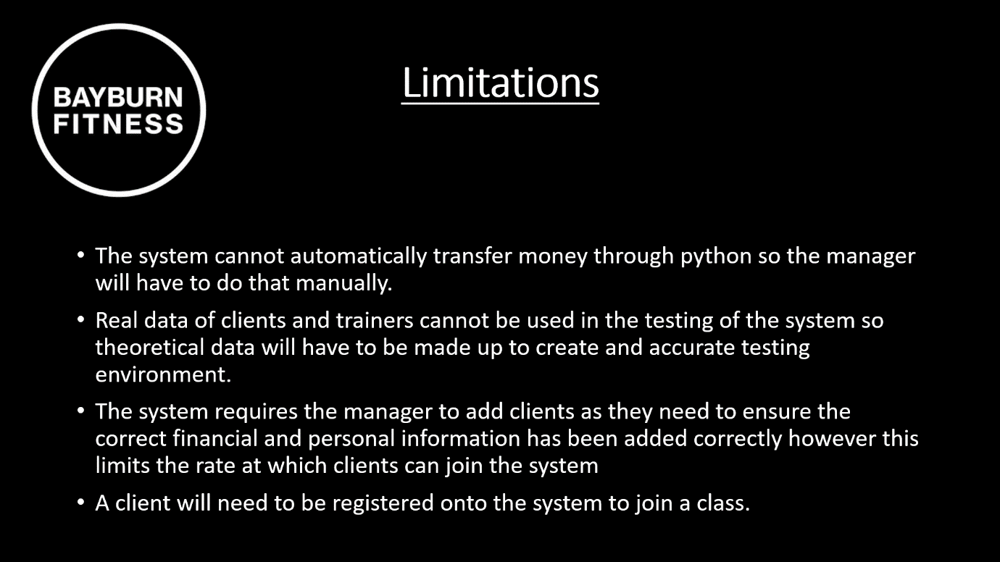 BAYBURN
FITNESS
Limitations
• The system cannot automatically transfer money through python so the manager
will have to do that manually.
• Real data of clients and trainers cannot be used in the testing of the system so
theoretical data will have to be made up to create and accurate testing
environment.
• The system requires the manager to add clients as they need to ensure the
correct financial and personal information has been added correctly however this
limits the rate at which clients can join the system
• A client will need to be registered onto the system to join a class.